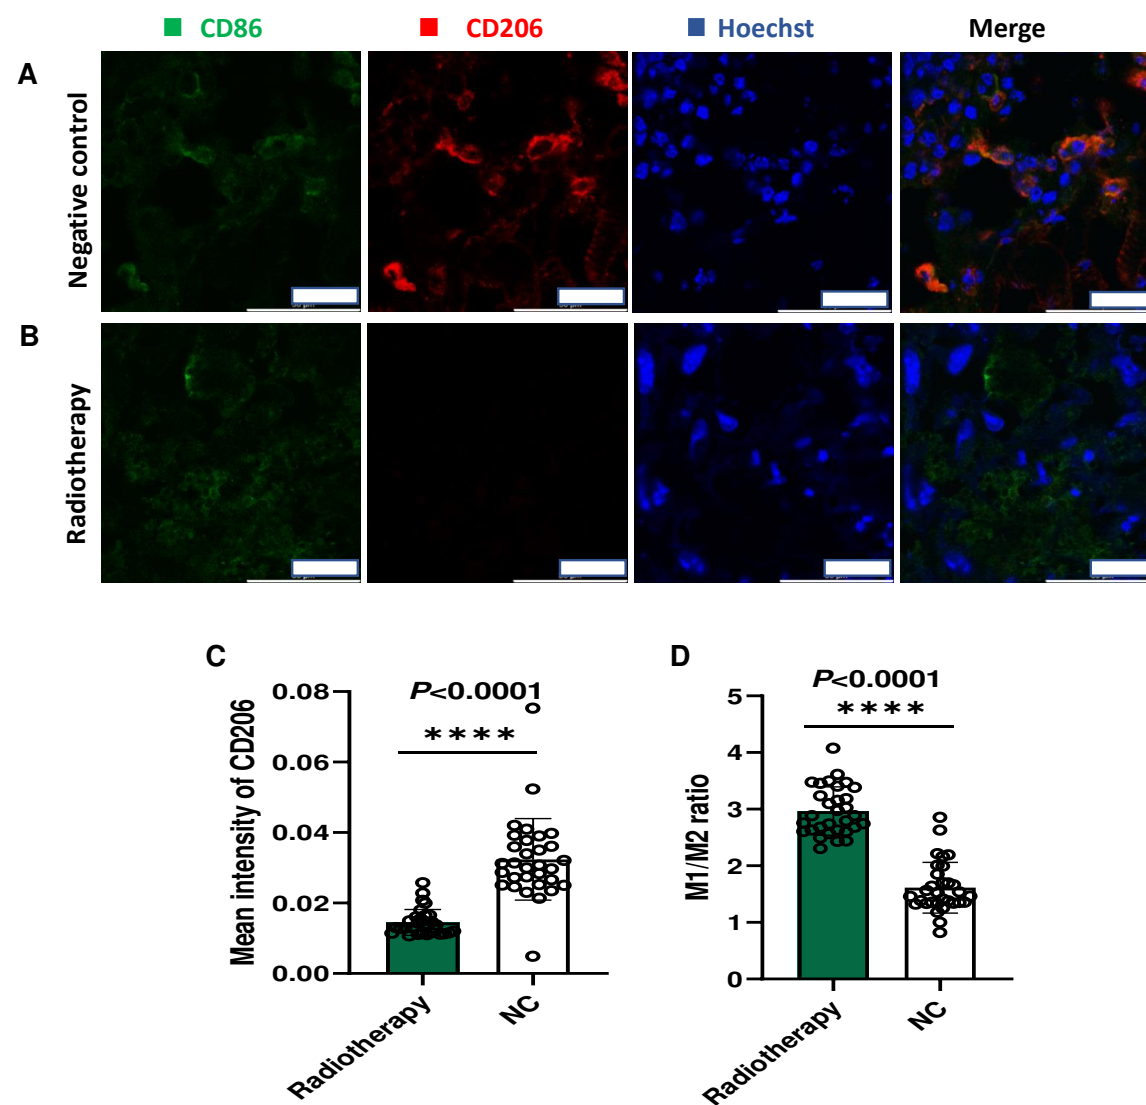 CD86 CD206 Hoechst Merge
A
Negative control
B
Radiotherapy
C
P<0.0001
****
Mean intensity of CD206
0.08
0.06
0.04
0.02
0.00
Radiotherapy NC
D
P<0.0001
****
M1/M2 ratio
5
4
3
2
1
0
Radiotherapy NC